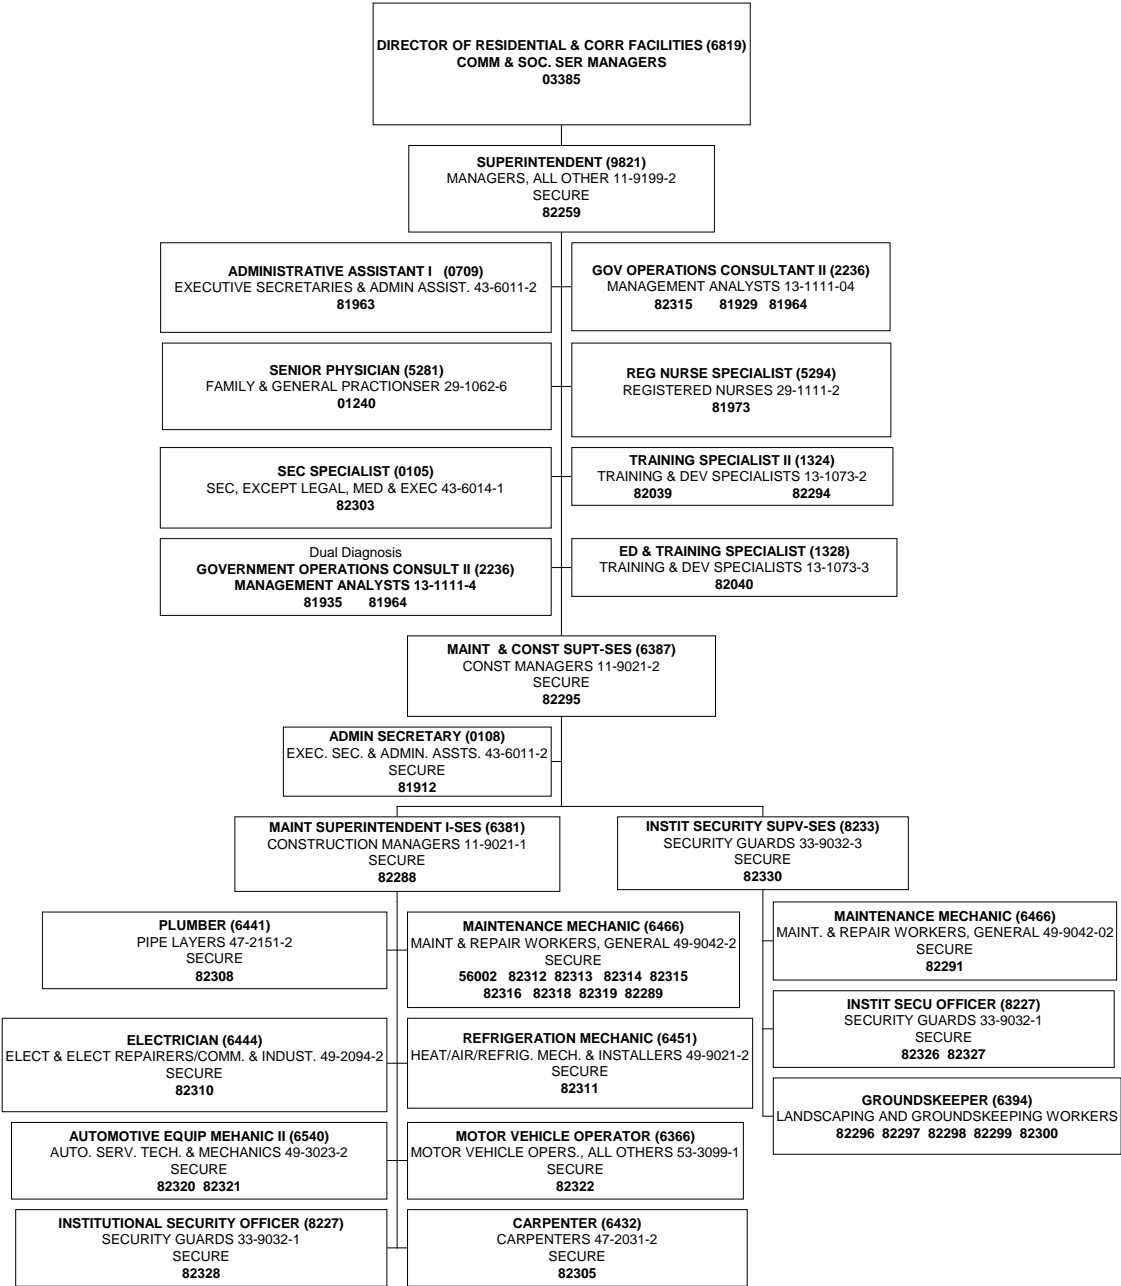 DIRECTOR OF RESIDENTIAL & CORR FACILITIES (6819)
COMM & SOC. SER MANAGERS
03385
SUPERINTENDENT (9821)
MANAGERS, ALL OTHER 11-9199-2
SECURE
82259
ADMINISTRATIVE ASSISTANT I (0709)
EXECUTIVE SECRETARIES & ADMIN ASSIST. 43-6011-2
81963
GOV OPERATIONS CONSULTANT II (2236)
MANAGEMENT ANALYSTS 13-1111-04
82315 81929 81964
SENIOR PHYSICIAN (5281)
FAMILY & GENERAL PRACTIONSER 29-1062-6
01240
REG NURSE SPECIALIST (5294)
REGISTERED NURSES 29-1111-2
81973
SEC SPECIALIST (0105)
SEC, EXCEPT LEGAL, MED & EXEC 43-6014-1
82303
TRAINING SPECIALIST II (1324)
TRAINING & DEV SPECIALISTS 13-1073-2
82039 82294
Dual Diagnosis
GOVERNMENT OPERATIONS CONSULT II (2236)
MANAGEMENT ANALYSTS 13-1111-4
81935 81964
ED & TRAINING SPECIALIST (1328)
TRAINING & DEV SPECIALISTS 13-1073-3
82040
MAINT & CONST SUPT-SES (6387)
CONST MANAGERS 11-9021-2
SECURE
82295
ADMIN SECRETARY (0108)
EXEC. SEC. & ADMIN. ASSTS. 43-6011-2
SECURE
81912
MAINT SUPERINTENDENT I-SES (6381)
CONSTRUCTION MANAGERS 11-9021-1
SECURE
82288
INSTIT SECURITY SUPV-SES (8233)
SECURITY GUARDS 33-9032-3
SECURE
82330
PLUMBER (6441)
PIPE LAYERS 47-2151-2
SECURE
82308
MAINTENANCE MECHANIC (6466)
MAINT & REPAIR WORKERS, GENERAL 49-9042-2
SECURE
56002 82312 82313 82314 82315
82316 82318 82319 82289
MAINTENANCE MECHANIC (6466)
MAINT. & REPAIR WORKERS, GENERAL 49-9042-02
SECURE
82291
ELECTRICIAN (6444)
ELECT & ELECT REPAIRERS/COMM. & INDUST. 49-2094-2
SECURE
82310
REFRIGERATION MECHANIC (6451)
HEAT/AIR/REFRIG. MECH. & INSTALLERS 49-9021-2
SECURE
82311
INSTIT SECU OFFICER (8227)
SECURITY GUARDS 33-9032-1
SECURE
82326 82327
GROUNDSKEEPER (6394)
LANDSCAPING AND GROUNDSKEEPING WORKERS
82296 82297 82298 82299 82300
AUTOMOTIVE EQUIP MEHANIC II (6540)
AUTO. SERV. TECH. & MECHANICS 49-3023-2
SECURE
82320 82321
MOTOR VEHICLE OPERATOR (6366)
MOTOR VEHICLE OPERS., ALL OTHERS 53-3099-1
SECURE
82322
INSTITUTIONAL SECURITY OFFICER (8227)
SECURITY GUARDS 33-9032-1
SECURE
82328
CARPENTER (6432)
CARPENTERS 47-2031-2
SECURE
82305